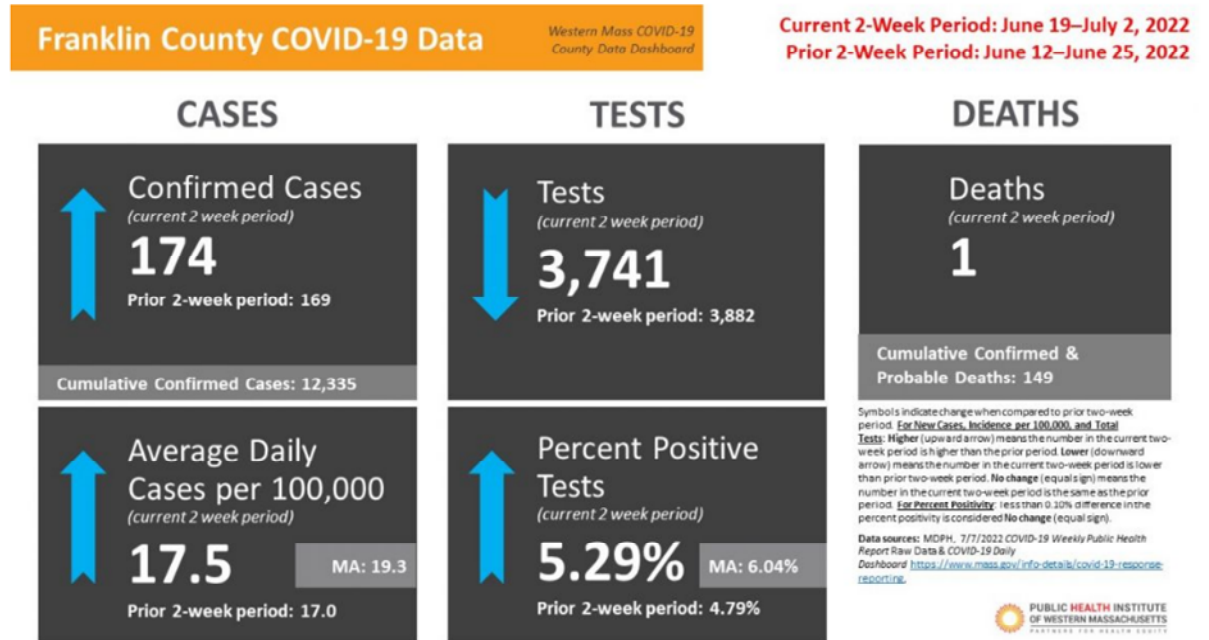 Franklin County COVID-19 Data
Western Mass COVID-19
County Data Dashboard
Current 2-Week Period: June 19–July 2, 2022
Prior 2-Week Period: June 12–June 25, 2022
CASES
Confirmed Cases
(current 2 week period)
174
Prior 2-week period: 169
Cumulative Confirmed Cases: 12,335
Average Daily
Cases per 100,000
(current 2 week period)
17.5
MA: 19.3
Prior 2-week period: 17.0
TESTS
Tests
(current 2 week period)
3,741
Prior 2-week period: 3,882
Percent Positive
Tests
(current 2 week period)
5.29%
MA: 6.04%
Prior 2-week period: 4.79%
DEATHS
Deaths
(current 2 week period)
1
Cumulative Confirmed &
Probable Deaths: 149
Symbols indicate change when compared to prior two-week
period. For New Cases, Incidence per 100,000, and Total
Tests: Higher (upward arrow) means the number in the current two-
week period is higher than the prior period. Lower (downward
arrow) means the number in the current two-week period is lower
than prior two-week period. No change (equal sign) means the
number in the current two-week period is the same as the prior
period. For Percent Positivity: less than 0.10% difference in the
percent positivity is considered No change (equal sign).
Data sources: MDPH, 7/7/2022 COVID-19 Weekly Public Health
Report Raw Data & COVID-19 Daily
Dashboard https://www.mass.gov/info-details/covid-19-response-
reporting.
PUBLIC HEALTH INSTITUTE
OF WESTERN MASSACHUSETTS
PARTNERS FOR HEALTH EQUITY